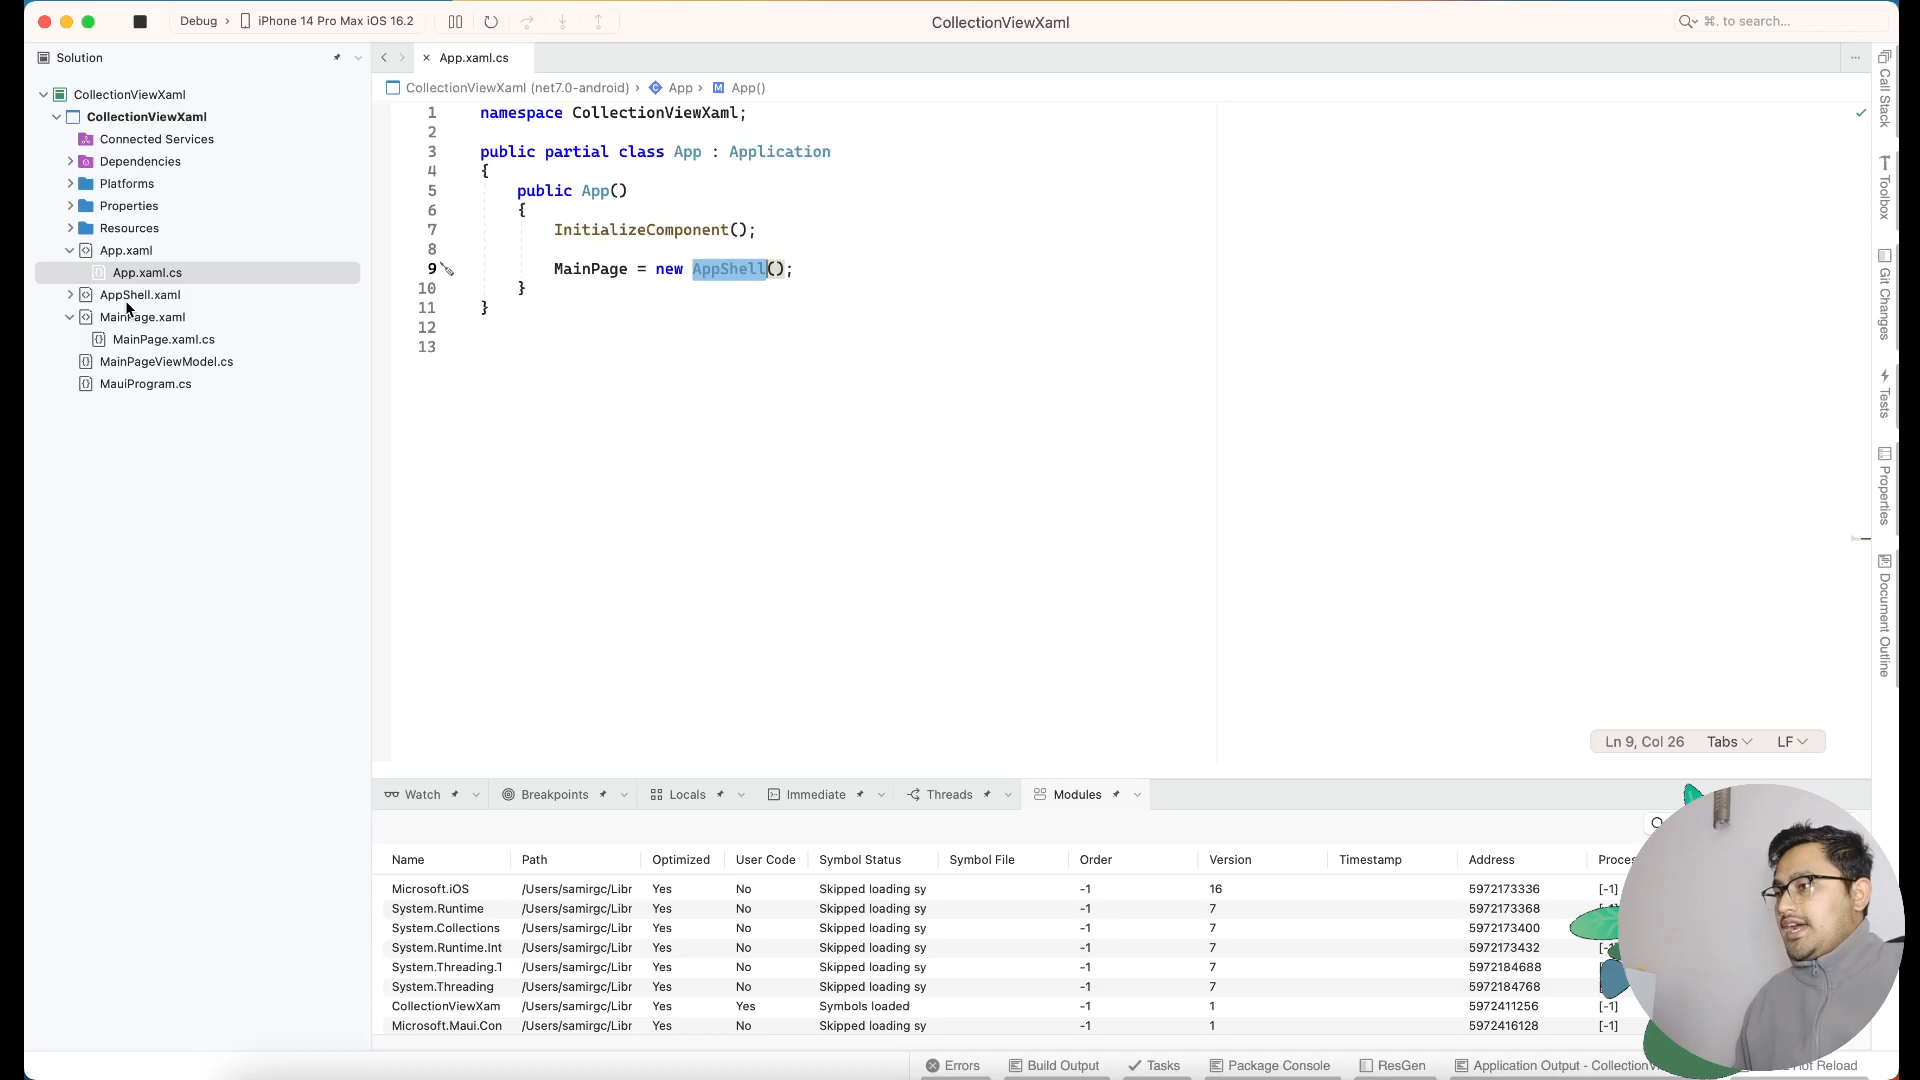 Debug > iPhone 14 Pro Max iOS 16.2
CollectionViewXaml
⌘. to search...
Solution
App.xaml.cs
CollectionViewXaml (net7.0-android) > App > App()
CollectionViewXaml
CollectionViewXaml
Connected Services
Dependencies
Platforms
Properties
Resources
App.xaml
App.xaml.cs
AppShell.xaml
MainPage.xaml
MainPage.xaml.cs
MainPageViewModel.cs
MauiProgram.cs
1 namespace CollectionViewXaml;
2
3 public partial class App : Application
4 {
5 public App()
6 {
7 InitializeComponent();
8
9 MainPage = new AppShell();
10 }
11 }
12
13
Call Stack
Toolbox
Git Changes
Tests
Properties
Document Outline
Ln 9, Col 26 Tabs LF
Watch Breakpoints Locals Immediate Threads Modules
Name Path Optimized User Code Symbol Status Symbol File Order Version Timestamp Address Proces
Microsoft.iOS /Users/samirgc/Libr Yes No Skipped loading sy -1 16 5972173336 [-1]
System.Runtime /Users/samirgc/Libr Yes No Skipped loading sy -1 7 5972173368
System.Collections /Users/samirgc/Libr Yes No Skipped loading sy -1 7 5972173400 [-1]
System.Runtime.Int /Users/samirgc/Libr Yes No Skipped loading sy -1 7 5972173432
System.Threading.T /Users/samirgc/Libr Yes No Skipped loading sy -1 7 5972184688
System.Threading /Users/samirgc/Libr Yes No Skipped loading sy -1 7 5972184768
CollectionViewXam /Users/samirgc/Libr Yes Yes Symbols loaded -1 1 5972411256 [-1]
Microsoft.Maui.Con /Users/samirgc/Libr Yes No Skipped loading sy -1 1 5972416128 [-1]
Errors Build Output Tasks Package Console ResGen Application Output - CollectionVi Hot Reload